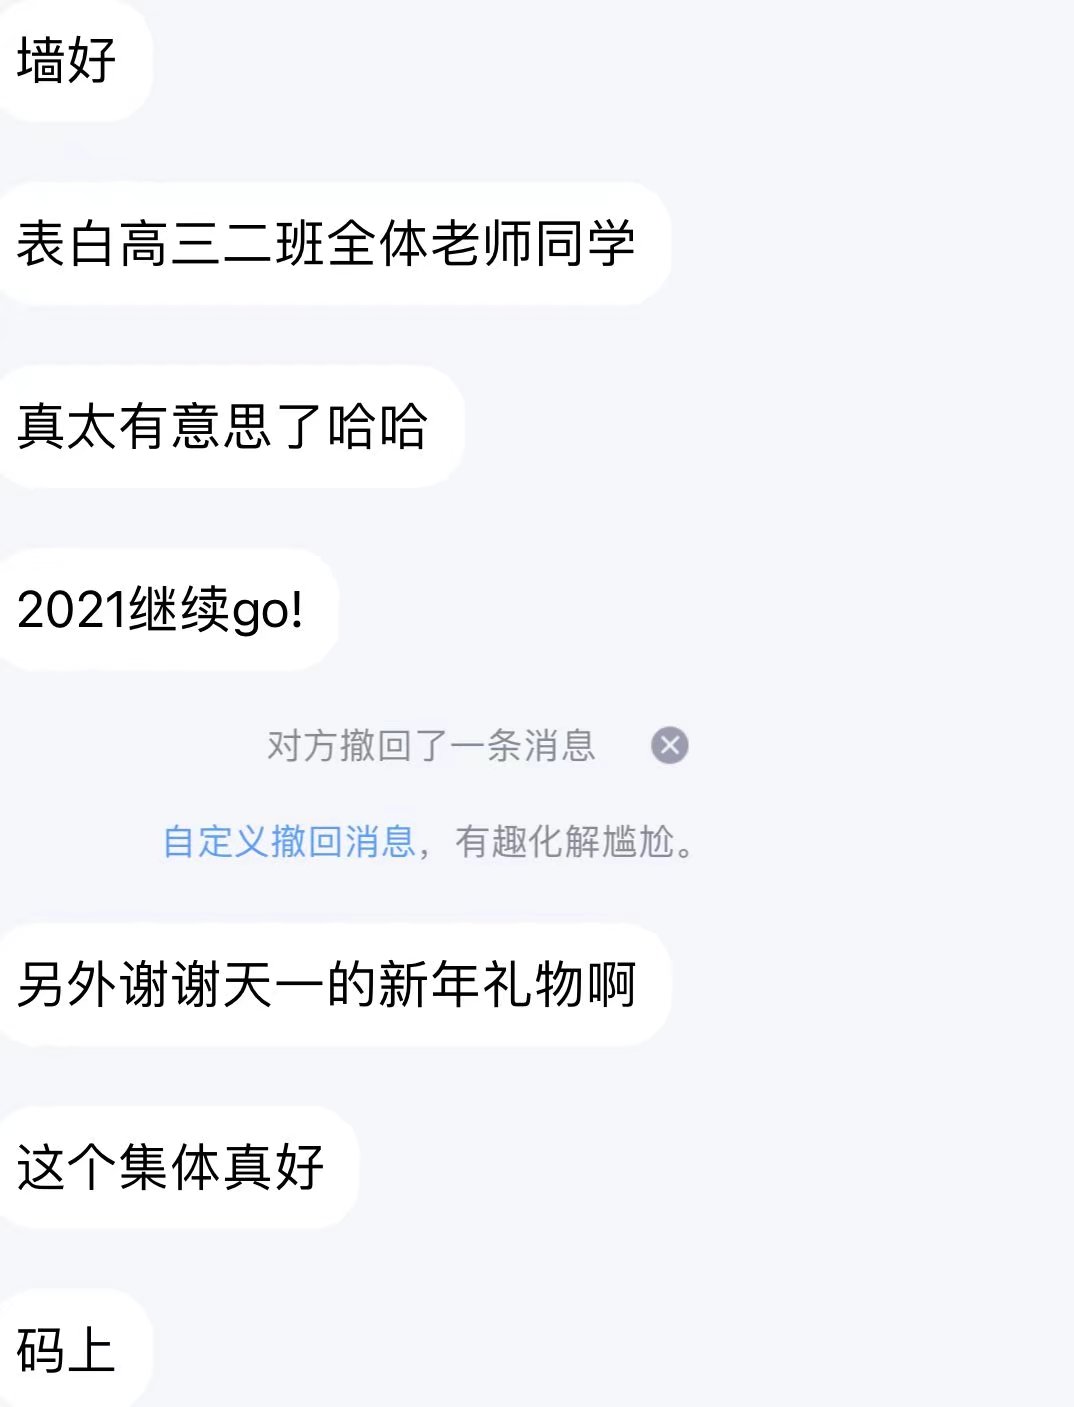 墙好
表白高三二班全体老师同学
真太有意思了哈哈
2021继续go!
对方撤回了一条消息
自定义撤回消息，有趣化解尴尬。
另外谢谢天一的新年礼物啊
这个集体真好
码上